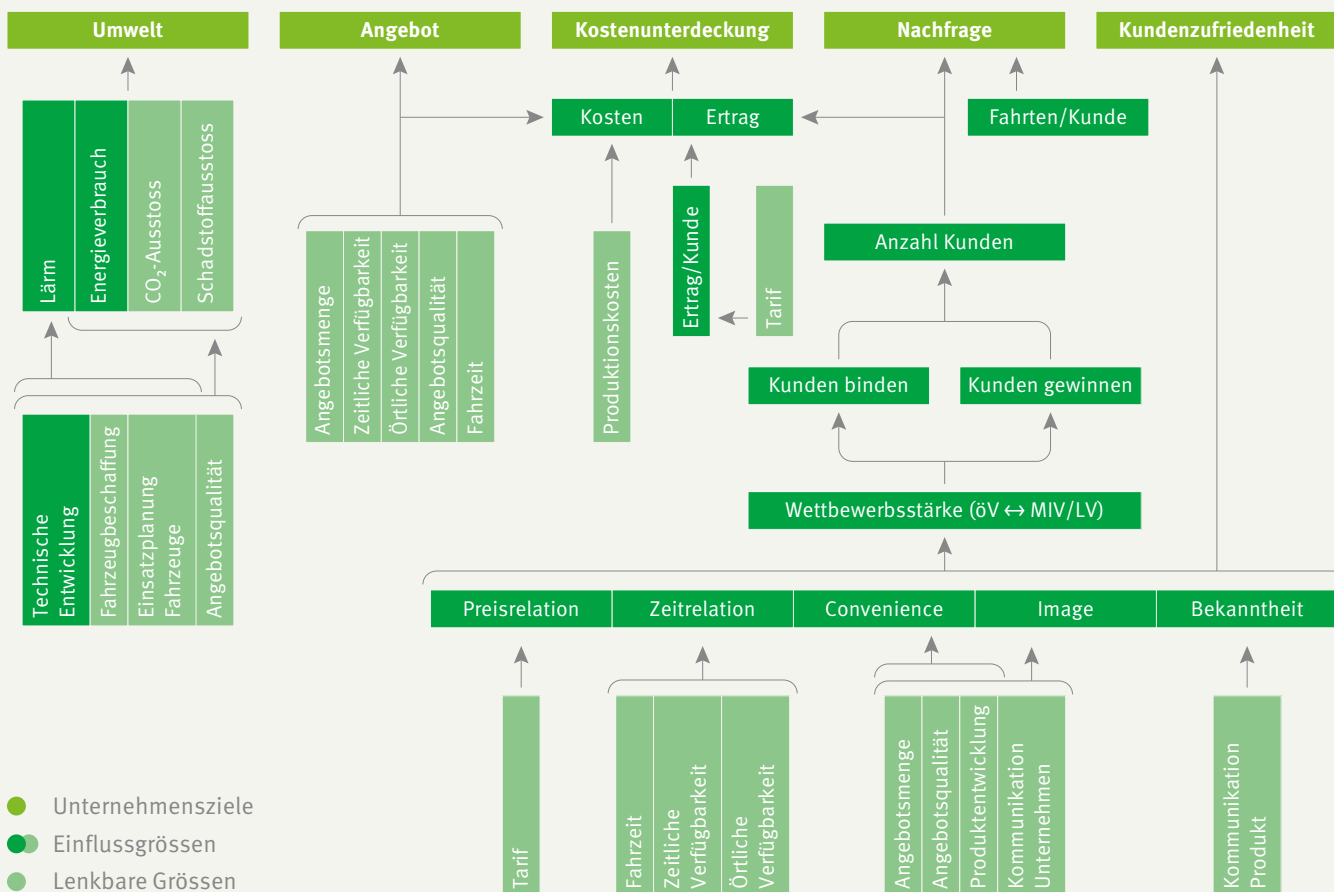 Umwelt
Angebot
Kostenunterdeckung
Nachfrage
Kundenzufriedenheit
Kosten
Ertrag
Fahrten/Kunde
Lärm
Energieverbrauch
CO₂-Ausstoss
Schadstoffausstoss
Ertrag/Kunde
Tarif
Anzahl Kunden
Angebotsmenge
Zeitliche Verfügbarkeit
Örtliche Verfügbarkeit
Angebotsqualität
Fahrzeit
Produktionskosten
Kunden binden
Kunden gewinnen
Technische
Entwicklung
Fahrzeugbeschaffung
Einsatzplanung
Fahrzeuge
Angebotsqualität
Wettbewerbsstärke (öV ↔ MIV/LV)
Preisrelation
Zeitrelation
Convenience
Image
Bekanntheit
Tarif
Fahrzeit
Zeitliche
Verfügbarkeit
Örtliche
Verfügbarkeit
Angebotsmenge
Angebotsqualität
Produktentwicklung
Kommunikation
Unternehmen
Kommunikation
Produkt
Unternehmensziele
Einflussgrössen
Lenkbare Grössen